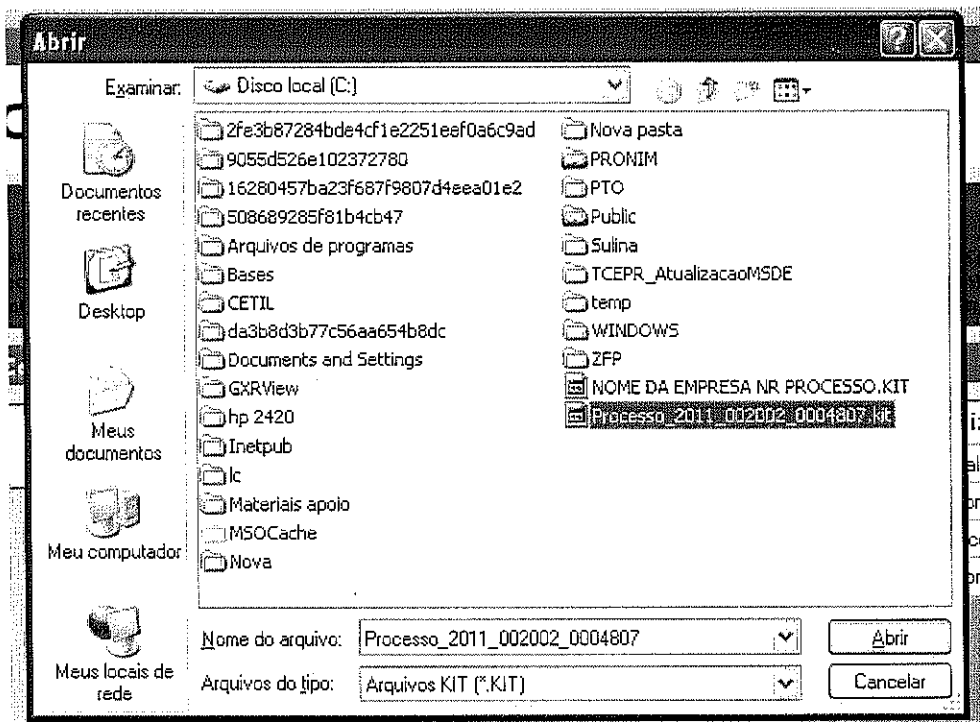 Abrir
Examinar: Disco local (C:)
Documentos recentes
Desktop
Meus documentos
Meu computador
Meus locais de rede
2fe3b87284bde4cf1e2251eef0a6c9ad
9055d526e102372780
16280457ba23f687f9807d4eea01e2
508689285f81b4cb47
Arquivos de programas
Bases
CETIL
da3b8d3b77c56aa654b8dc
Documents and Settings
GXRView
hp 2420
Inetpub
lc
Materiais apoio
MSOCache
Nova
Nova pasta
PRONIM
PTO
Public
Sulina
TCEPR_AtualizacaoMSDE
temp
WINDOWS
ZFP
NOME DA EMPRESA NR PROCESSO.KIT
Processo_2011_002002_0004807.kit
Nome do arquivo: Processo_2011_002002_0004807
Abrir
Arquivos do tipo: Arquivos KIT (*.KIT)
Cancelar